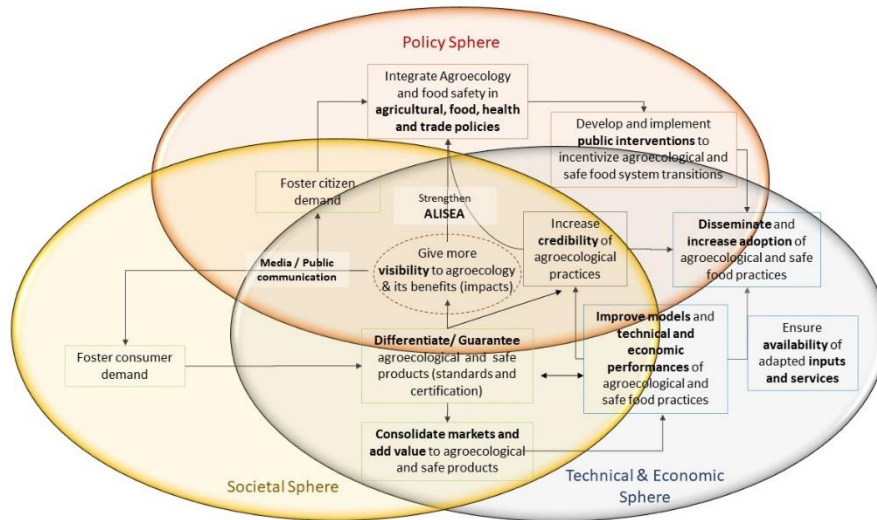 Policy Sphere
Integrate Agroecology
and food safety in
agricultural, food, health
and trade policies
Develop and implement
public interventions to
incentivize agroecological and
safe food system transitions
Foster citizen
demand
Strengthen
ALISEA
Increase
credibility of
agroecological
practices
Disseminate and
increase adoption of
agroecological and safe
food practices
Media / Public
communication
Give more
visibility to agroecology
& its benefits (impacts)
Foster consumer
demand
Differentiate/ Guarantee
agroecological and safe
products (standards and
certification)
Improve models and
technical and
economic
performances of
agroecological and
safe food practices
Ensure
availability of
adapted inputs
and services
Consolidate markets and
add value to agroecological
and safe products
Societal Sphere
Technical & Economic
Sphere